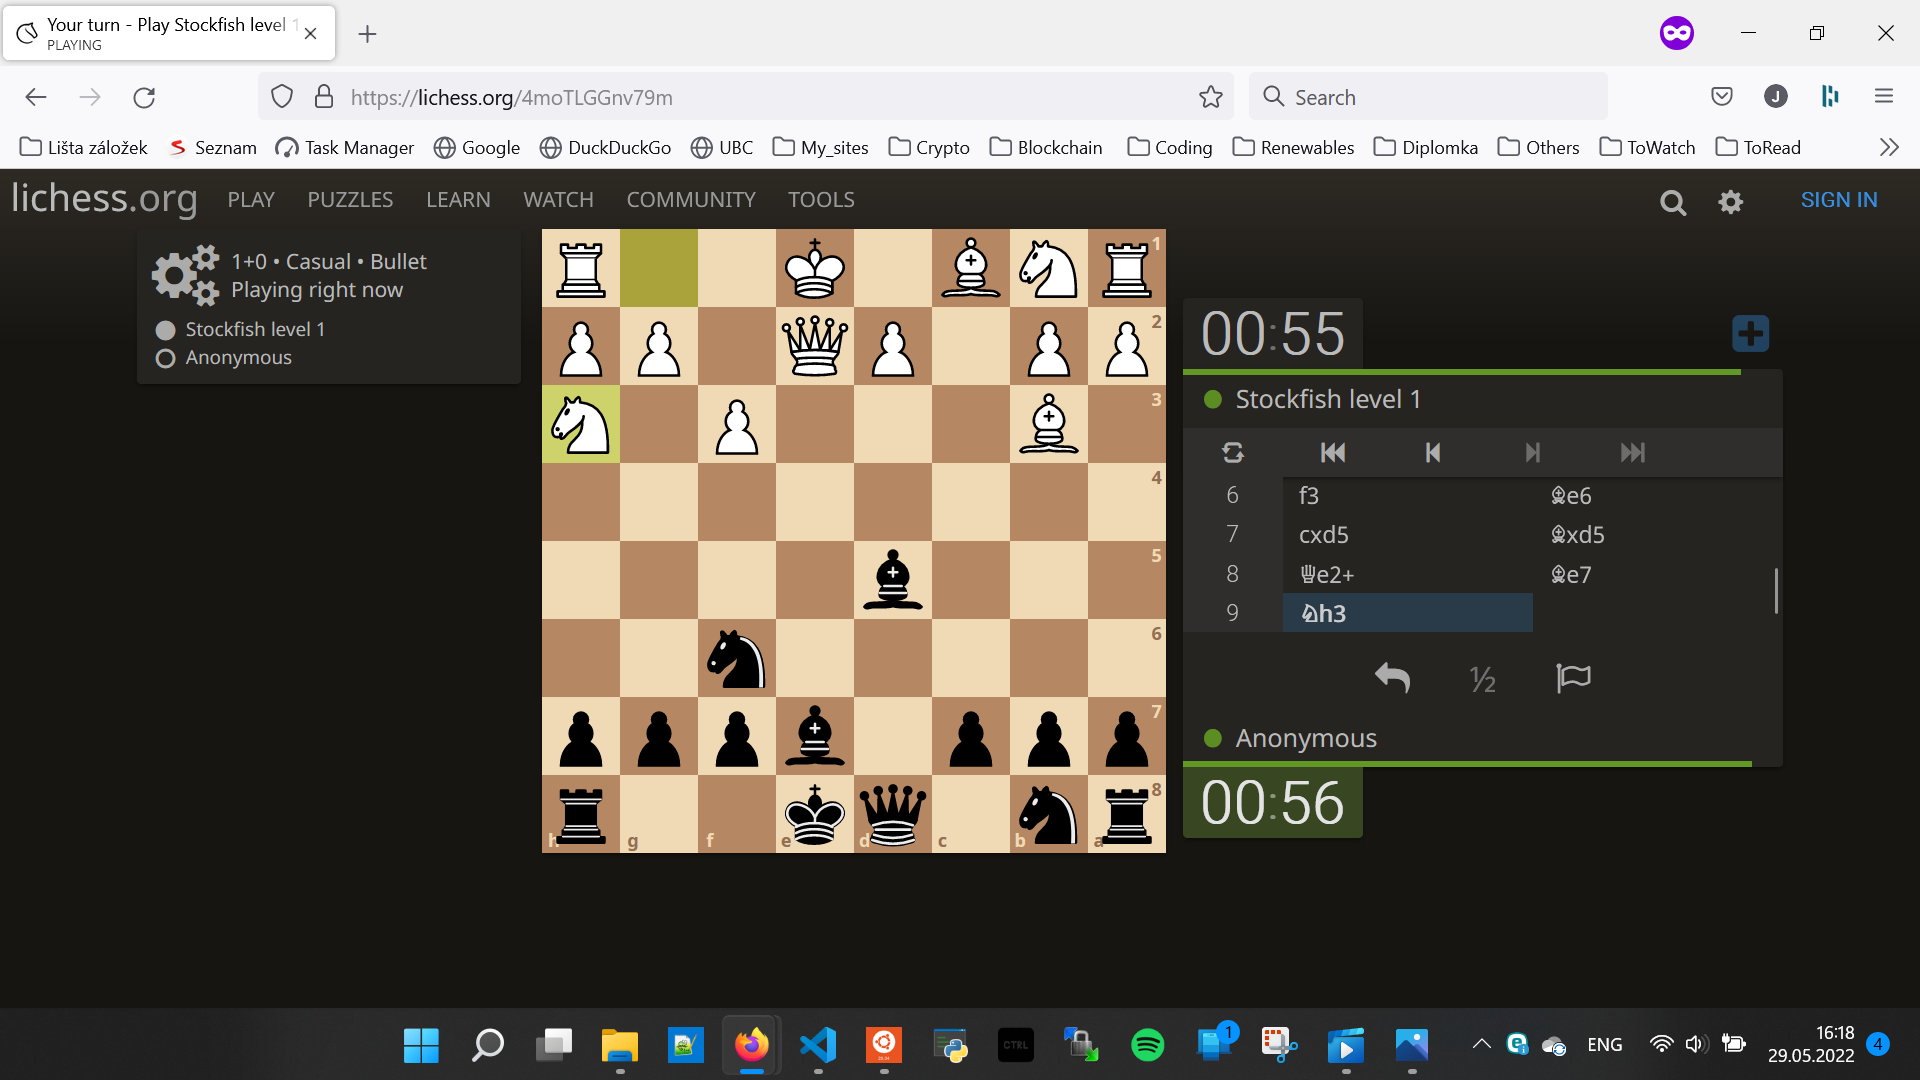 Your turn - Play Stockfish level 1
PLAYING
https://lichess.org/4moTLGGnv79m
Search
Lišta záložek
Seznam
Task Manager
Google
DuckDuckGo
UBC
My_sites
Crypto
Blockchain
Coding
Renewables
Diplomka
Others
ToWatch
ToRead
lichess.org
PLAY
PUZZLES
LEARN
WATCH
COMMUNITY
TOOLS
SIGN IN
1+0 • Casual • Bullet
Playing right now
Stockfish level 1
Anonymous
1
2
3
4
5
6
7
8
h
g
f
e
d
c
b
a
00:55
Stockfish level 1
6 f3 ♗e6
7 cxd5 ♗xd5
8 ♕e2+ ♗e7
9 ♘h3
½
Anonymous
00:56
CTRL
1
ENG
16:18
29.05.2022
4